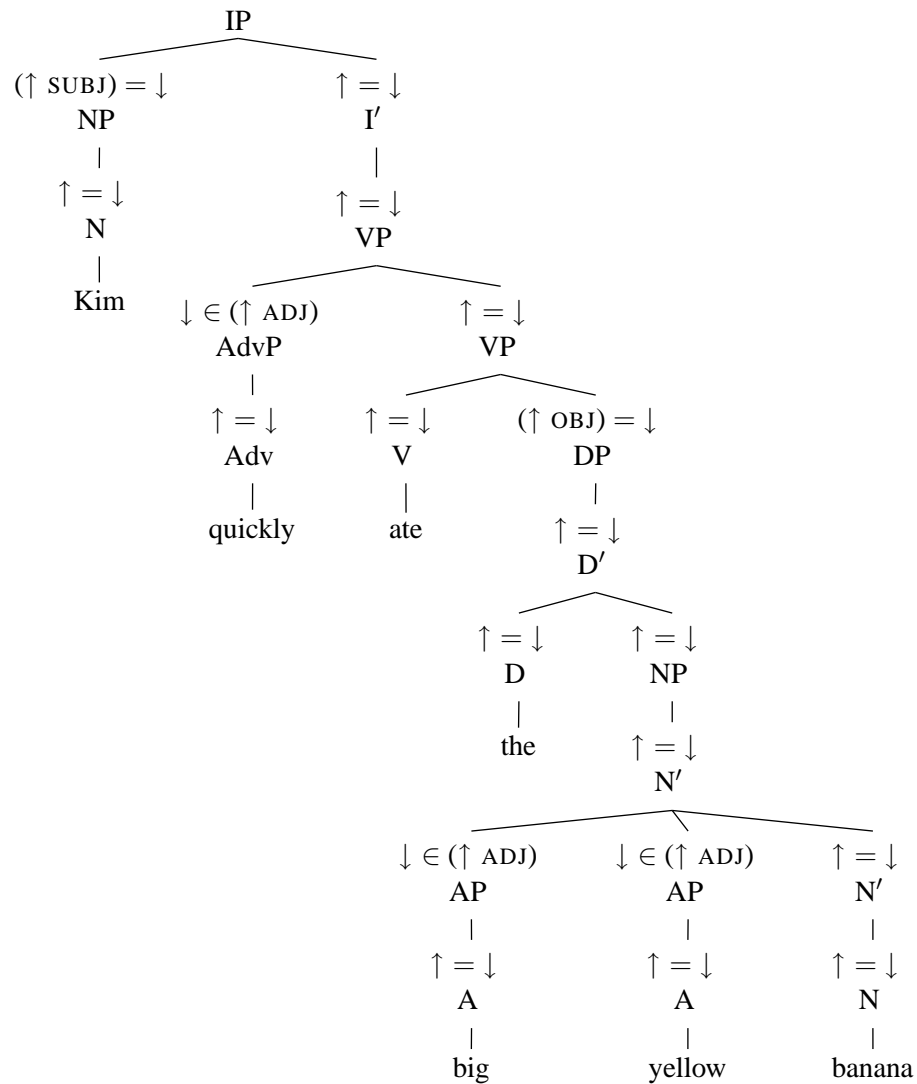 IP
(↑ SUBJ) = ↓ ↑ = ↓
NP I′
↑ = ↓ ↑ = ↓
N VP
Kim ↓ ∈ (↑ ADJ) ↑ = ↓
AdvP VP
↑ = ↓ ↑ = ↓ (↑ OBJ) = ↓
Adv V DP
quickly ate ↑ = ↓
D′
↑ = ↓ ↑ = ↓
D NP
the ↑ = ↓
N′
↓ ∈ (↑ ADJ) ↓ ∈ (↑ ADJ) ↑ = ↓
AP AP N′
↑ = ↓ ↑ = ↓ ↑ = ↓
A A N
big yellow banana